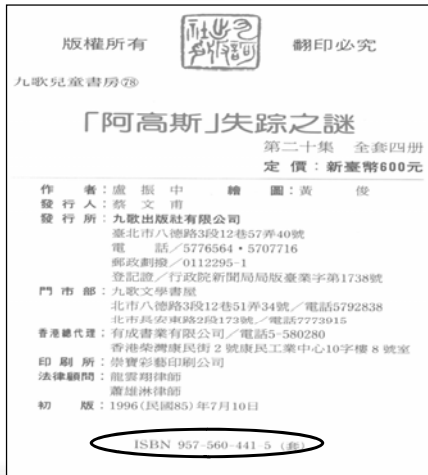 版權所有
翻印必究
九歌兒童書房78
「阿高斯」失踪之謎
第二十集 全套四册
定價：新臺幣600元
作者：盧振中 繪圖：黃俊
發行人：蔡文甫
發行所：九歌出版社有限公司
臺北市八德路3段12巷57弄40號
電話／5776564・5707716
郵政劃撥／0112295-1
登記證／行政院新聞局局版臺業字第1738號
門市部：九歌文學書屋
北市八德路3段12巷51弄34號／電話5792838
北市長安東路2段173號／電話7773915
香港總代理：有成書業有限公司／電話5-580280
香港柴灣康民街2號康民工業中心10字樓8號室
印刷所：崇寶彩藝印刷公司
法律顧問：龍雲翔律師
蕭雄淋律師
初版：1996(民國85)年7月10日
ISBN 957-560-441-5（套）